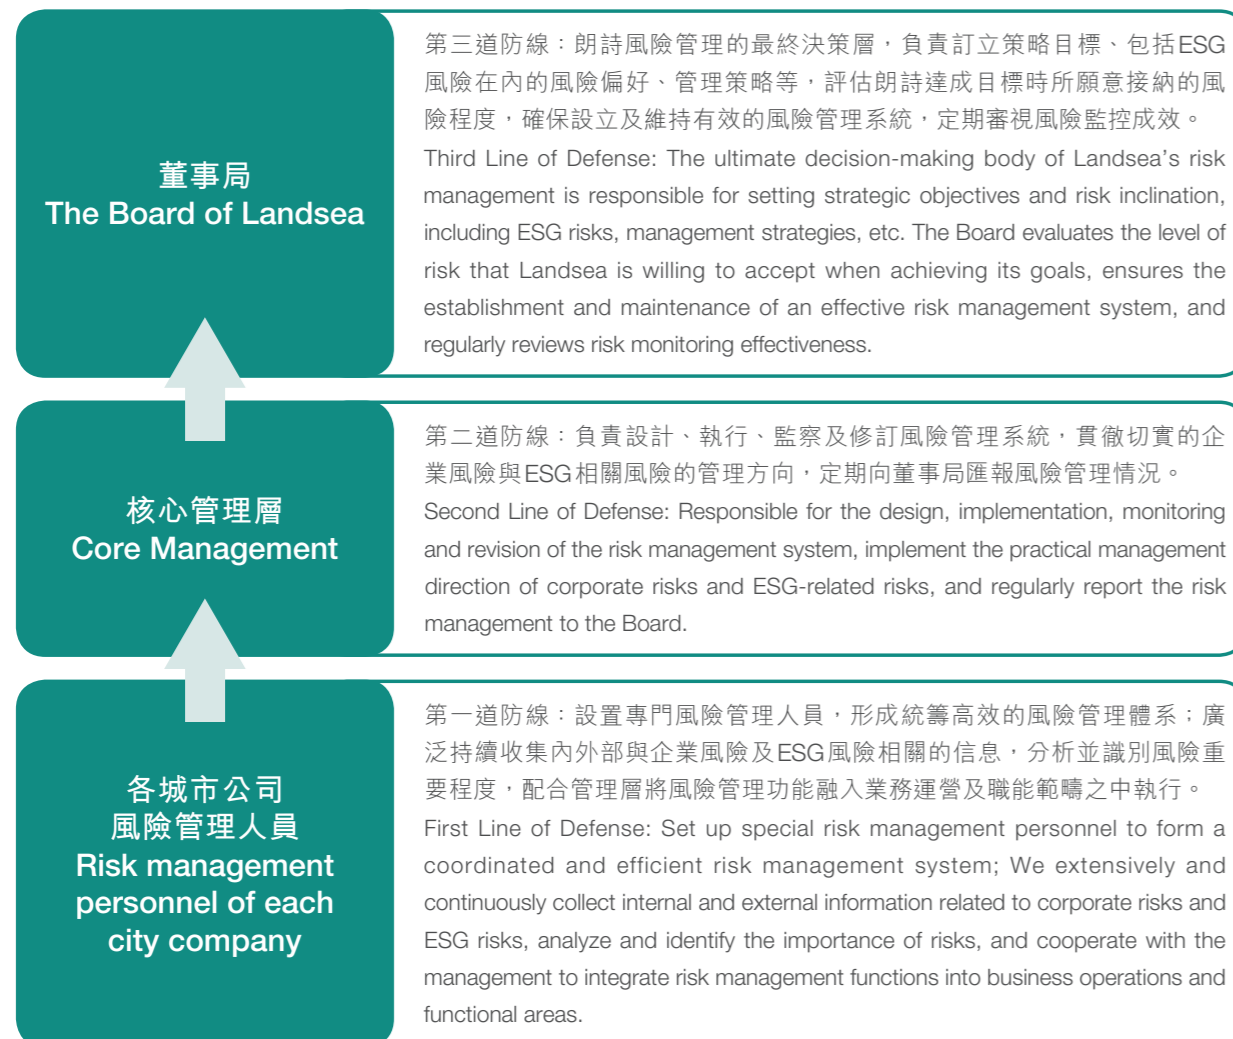 董事局
The Board of Landsea
第三道防線：朗詩風險管理的最終決策層，負責訂立策略目標、包括ESG
風險在內的風險偏好、管理策略等，評估朗詩達成目標時所願意接納的風
險程度，確保設立及維持有效的風險管理系統，定期審視風險監控成效。
Third Line of Defense: The ultimate decision-making body of Landsea’s risk
management is responsible for setting strategic objectives and risk inclination,
including ESG risks, management strategies, etc. The Board evaluates the level of
risk that Landsea is willing to accept when achieving its goals, ensures the
establishment and maintenance of an effective risk management system, and
regularly reviews risk monitoring effectiveness.
核心管理層
Core Management
第二道防線：負責設計、執行、監察及修訂風險管理系統，貫徹切實的企
業風險與ESG相關風險的管理方向，定期向董事局匯報風險管理情況。
Second Line of Defense: Responsible for the design, implementation, monitoring
and revision of the risk management system, implement the practical management
direction of corporate risks and ESG-related risks, and regularly report the risk
management to the Board.
各城市公司
風險管理人員
Risk management
personnel of each
city company
第一道防線：設置專門風險管理人員，形成統籌高效的風險管理體系；廣
泛持續收集內外部與企業風險及ESG風險相關的信息，分析並識別風險重
要程度，配合管理層將風險管理功能融入業務運營及職能範疇之中執行。
First Line of Defense: Set up special risk management personnel to form a
coordinated and efficient risk management system; We extensively and
continuously collect internal and external information related to corporate risks and
ESG risks, analyze and identify the importance of risks, and cooperate with the
management to integrate risk management functions into business operations and
functional areas.